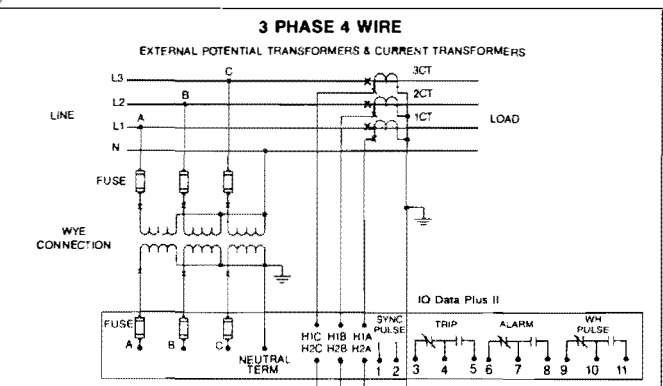 3 PHASE 4 WIRE
EXTERNAL POTENTIAL TRANSFORMERS & CURRENT TRANSFORMERS
L3 C 3CT
L2 B 2CT
LINE L1 A 1CT LOAD
N
FUSE
WYE
CONNECTION
IQ Data Plus II
FUSE SYNC PULSE TRIP ALARM WH PULSE
A B C NEUTRAL TERM H1C H2C H1B H2B H1A H2A
1 2 3 4 5 6 7 8 9 10 11